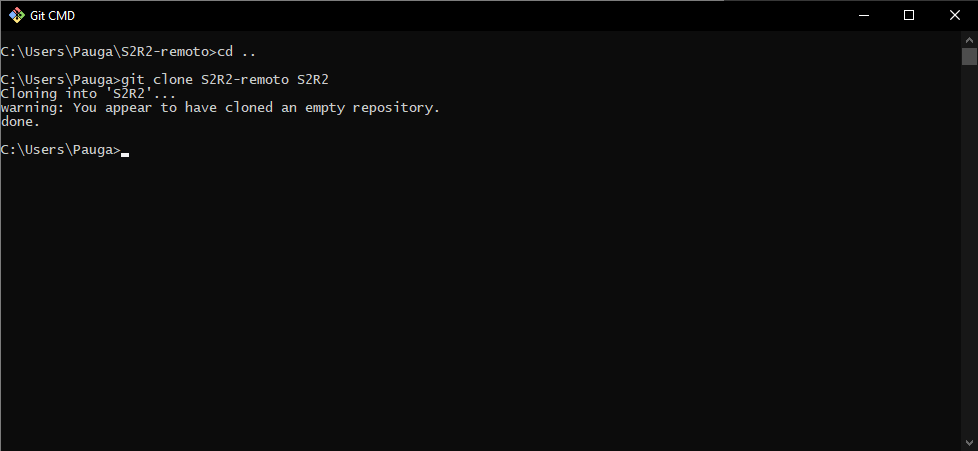 Git CMD
C:\Users\Pauga\S2R2-remoto>cd ..
C:\Users\Pauga>git clone S2R2-remoto S2R2
Cloning into 'S2R2'...
warning: You appear to have cloned an empty repository.
done.
C:\Users\Pauga>